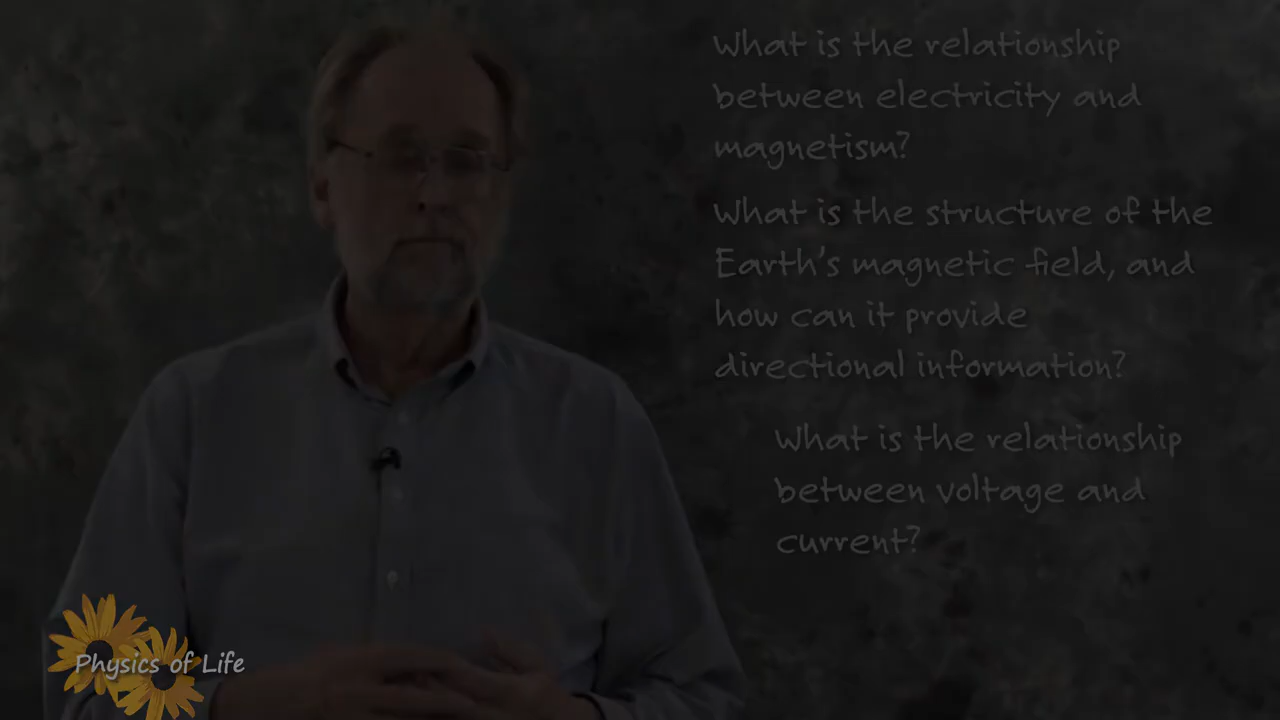 What is the relationship
between electricity and
magnetism?
What is the structure of the
Earth's magnetic field, and
how can it provide
directional information?
What is the relationship
between voltage and
current?
Physics of Life